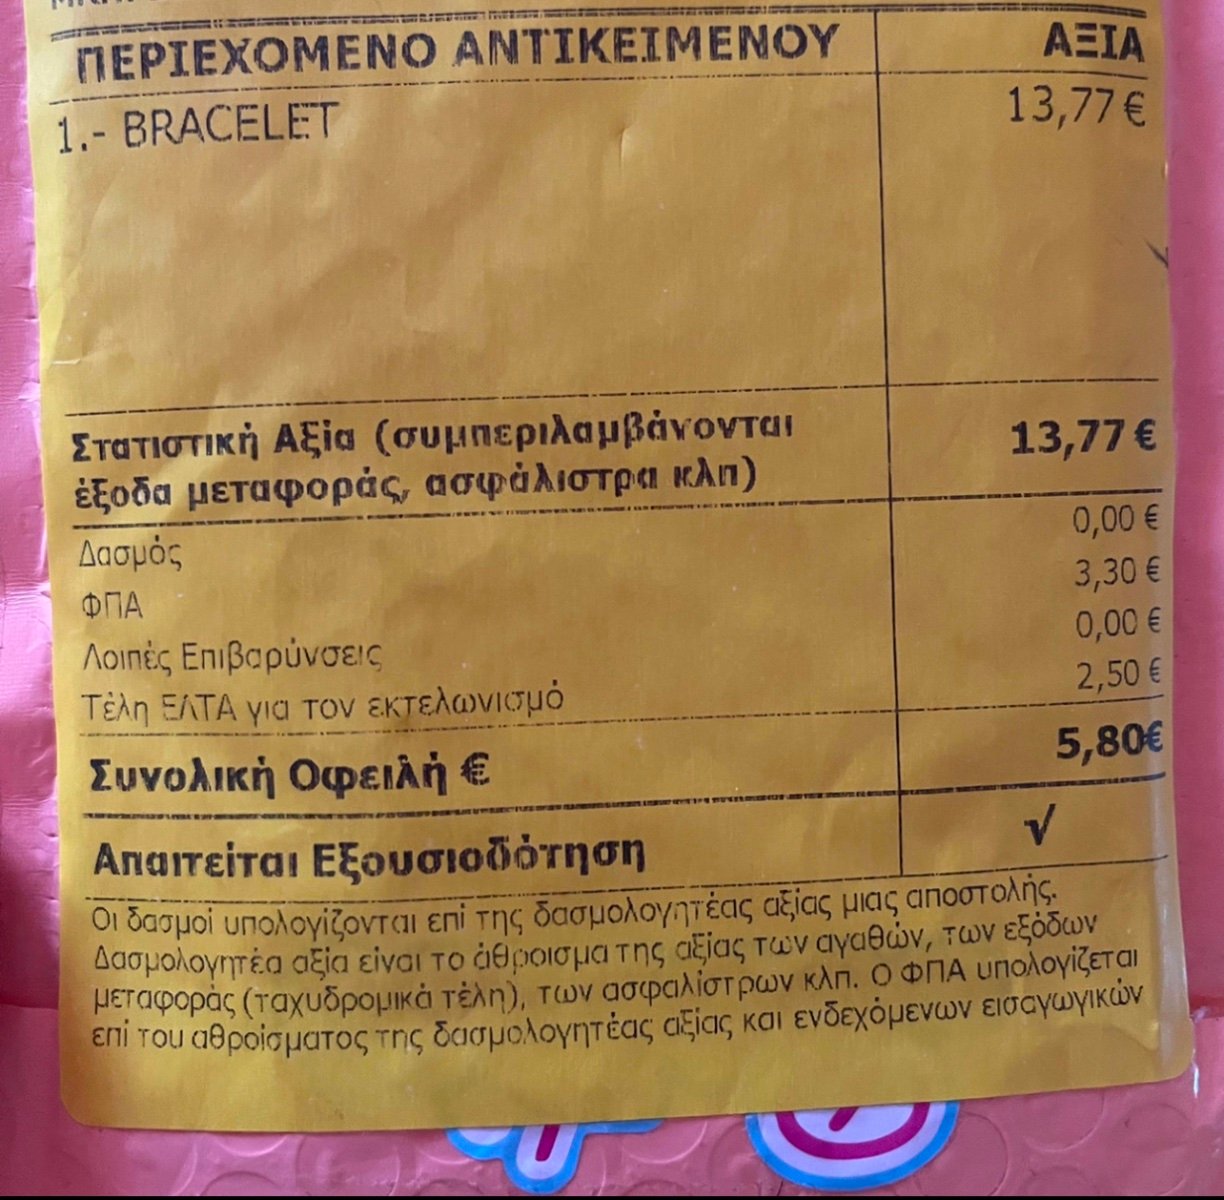 ΠΕΡΙΕΧΟΜΕΝΟ ΑΝΤΙΚΕΙΜΕΝΟΥ ΑΞΙΑ
1.- BRACELET 13,77 €
Στατιστική Αξία (συμπεριλαμβάνονται
έξοδα μεταφοράς, ασφάλιστρα κλπ) 13,77 €
Δασμός 0,00 €
ΦΠΑ 3,30 €
Λοιπές Επιβαρύνσεις 0,00 €
Τέλη ΕΛΤΑ για τον εκτελωνισμό 2,50 €
Συνολική Οφειλή € 5,80€
Απαιτείται Εξουσιοδότηση √
Οι δασμοί υπολογίζονται επί της δασμολογητέας αξίας μιας αποστολής.
Δασμολογητέα αξία είναι το άθροισμα της αξίας των αγαθών, των εξόδων
μεταφοράς (ταχυδρομικά τέλη), των ασφαλίστρων κλπ. Ο ΦΠΑ υπολογίζεται
επί του αθροίσματος της δασμολογητέας αξίας και ενδεχόμενων εισαγωγικών